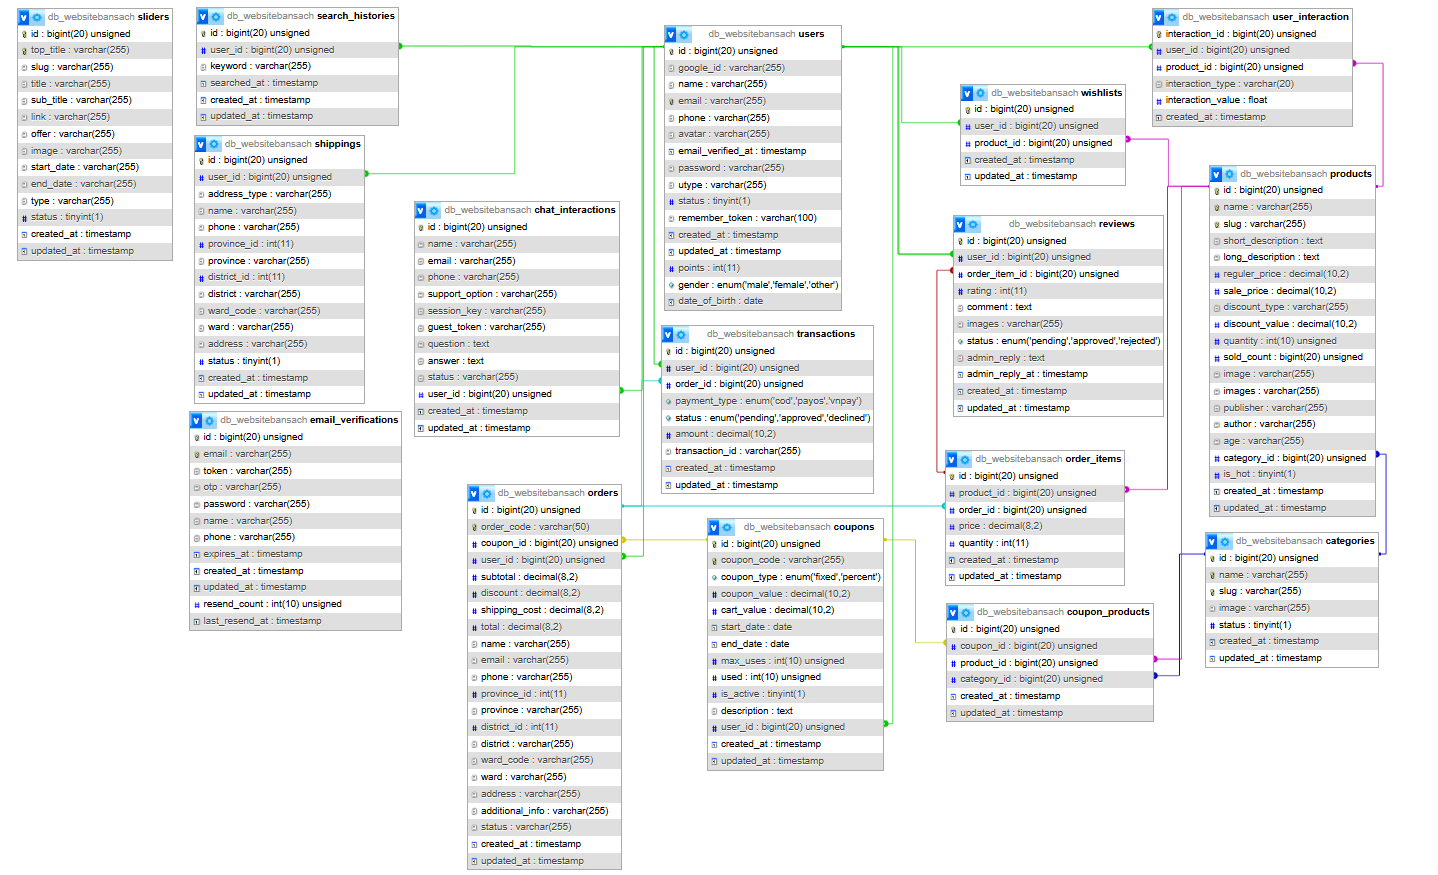 db_websitebansach sliders
id : bigint(20) unsigned
top_title : varchar(255)
slug : varchar(255)
title : varchar(255)
sub_title : varchar(255)
link : varchar(255)
offer : varchar(255)
image : varchar(255)
start_date : varchar(255)
end_date : varchar(255)
type : varchar(255)
status : tinyint(1)
created_at : timestamp
updated_at : timestamp
db_websitebansach search_histories
id : bigint(20) unsigned
user_id : bigint(20) unsigned
keyword : varchar(255)
searched_at : timestamp
created_at : timestamp
updated_at : timestamp
db_websitebansach shippings
id : bigint(20) unsigned
user_id : bigint(20) unsigned
address_type : varchar(255)
name : varchar(255)
phone : varchar(255)
province_id : int(11)
province : varchar(255)
district_id : int(11)
district : varchar(255)
ward_code : varchar(255)
ward : varchar(255)
address : varchar(255)
status : tinyint(1)
created_at : timestamp
updated_at : timestamp
db_websitebansach email_verifications
id : bigint(20) unsigned
email : varchar(255)
token : varchar(255)
otp : varchar(255)
password : varchar(255)
name : varchar(255)
phone : varchar(255)
expires_at : timestamp
created_at : timestamp
updated_at : timestamp
resend_count : int(10) unsigned
last_resend_at : timestamp
db_websitebansach chat_interactions
id : bigint(20) unsigned
name : varchar(255)
email : varchar(255)
phone : varchar(255)
support_option : varchar(255)
session_key : varchar(255)
guest_token : varchar(255)
question : text
answer : text
status : varchar(255)
user_id : bigint(20) unsigned
created_at : timestamp
updated_at : timestamp
db_websitebansach orders
id : bigint(20) unsigned
order_code : varchar(50)
coupon_id : bigint(20) unsigned
user_id : bigint(20) unsigned
subtotal : decimal(8,2)
discount : decimal(8,2)
shipping_cost : decimal(8,2)
total : decimal(8,2)
name : varchar(255)
email : varchar(255)
phone : varchar(255)
province_id : int(11)
province : varchar(255)
district_id : int(11)
district : varchar(255)
ward_code : varchar(255)
ward : varchar(255)
address : varchar(255)
additional_info : varchar(255)
status : varchar(255)
created_at : timestamp
updated_at : timestamp
db_websitebansach users
id : bigint(20) unsigned
google_id : varchar(255)
name : varchar(255)
email : varchar(255)
phone : varchar(255)
avatar : varchar(255)
email_verified_at : timestamp
password : varchar(255)
utype : varchar(255)
status : tinyint(1)
remember_token : varchar(100)
created_at : timestamp
updated_at : timestamp
points : int(11)
gender : enum('male','female','other')
date_of_birth : date
db_websitebansach transactions
id : bigint(20) unsigned
user_id : bigint(20) unsigned
order_id : bigint(20) unsigned
payment_type : enum('cod','payos','vnpay')
status : enum('pending','approved','declined')
amount : decimal(10,2)
transaction_id : varchar(255)
created_at : timestamp
updated_at : timestamp
db_websitebansach coupons
id : bigint(20) unsigned
coupon_code : varchar(255)
coupon_type : enum('fixed','percent')
coupon_value : decimal(10,2)
cart_value : decimal(10,2)
start_date : date
end_date : date
max_uses : int(10) unsigned
used : int(10) unsigned
is_active : tinyint(1)
description : text
user_id : bigint(20) unsigned
created_at : timestamp
updated_at : timestamp
db_websitebansach wishlists
id : bigint(20) unsigned
user_id : bigint(20) unsigned
product_id : bigint(20) unsigned
created_at : timestamp
updated_at : timestamp
db_websitebansach reviews
id : bigint(20) unsigned
user_id : bigint(20) unsigned
order_item_id : bigint(20) unsigned
rating : int(11)
comment : text
images : varchar(255)
status : enum('pending','approved','rejected')
admin_reply : text
admin_reply_at : timestamp
created_at : timestamp
updated_at : timestamp
db_websitebansach order_items
id : bigint(20) unsigned
product_id : bigint(20) unsigned
order_id : bigint(20) unsigned
price : decimal(8,2)
quantity : int(11)
created_at : timestamp
updated_at : timestamp
db_websitebansach coupon_products
id : bigint(20) unsigned
coupon_id : bigint(20) unsigned
product_id : bigint(20) unsigned
category_id : bigint(20) unsigned
created_at : timestamp
updated_at : timestamp
db_websitebansach user_interaction
interaction_id : bigint(20) unsigned
user_id : bigint(20) unsigned
product_id : bigint(20) unsigned
interaction_type : varchar(20)
interaction_value : float
created_at : timestamp
db_websitebansach products
id : bigint(20) unsigned
name : varchar(255)
slug : varchar(255)
short_description : text
long_description : text
reguler_price : decimal(10,2)
sale_price : decimal(10,2)
discount_type : varchar(255)
discount_value : decimal(10,2)
quantity : int(10) unsigned
sold_count : bigint(20) unsigned
image : varchar(255)
images : varchar(255)
publisher : varchar(255)
author : varchar(255)
age : varchar(255)
category_id : bigint(20) unsigned
is_hot : tinyint(1)
created_at : timestamp
updated_at : timestamp
db_websitebansach categories
id : bigint(20) unsigned
name : varchar(255)
slug : varchar(255)
image : varchar(255)
status : tinyint(1)
created_at : timestamp
updated_at : timestamp